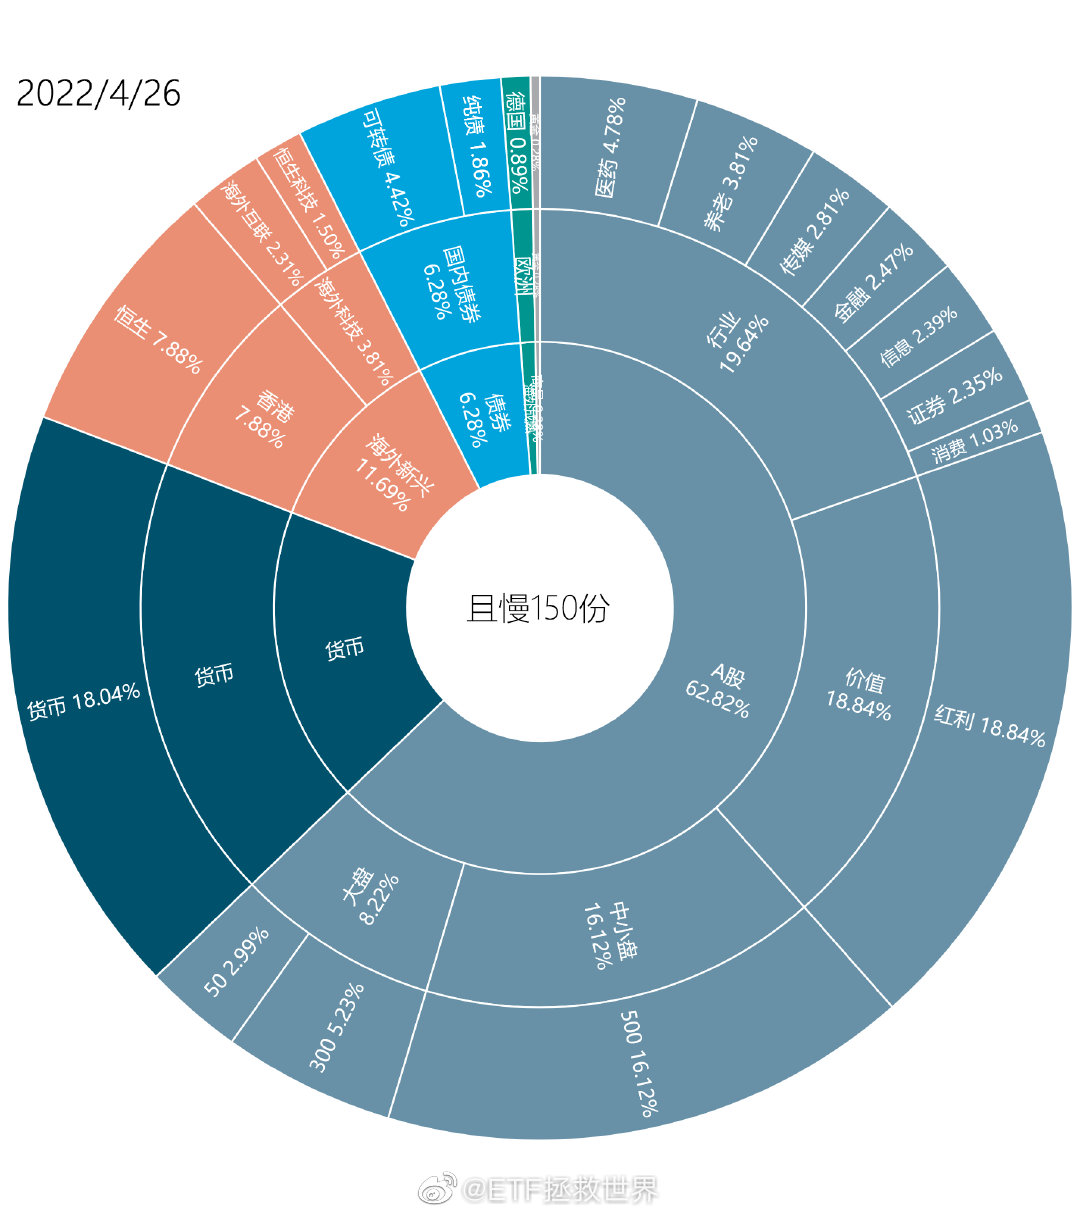 2022/4/26
医药 4.78%
养老 3.81%
传媒 2.81%
金融 2.47%
信息 2.39%
证券 2.35%
消费 1.03%
红利 18.84%
500 16.12%
300 5.23%
50 2.99%
货币 18.04%
恒生 7.88%
海外互联 2.31%
恒生科技 1.50%
可转债 4.42%
纯债 1.86%
德国 0.89%
0.28%
行业
19.64%
价值
18.84%
中小盘
16.12%
大盘
8.22%
货币
香港
7.88%
海外科技 3.81%
国内债券
6.28%
欧洲
A股
62.82%
货币
海外新兴
11.69%
债券
6.28%
且慢150份
@ETF拯救世界